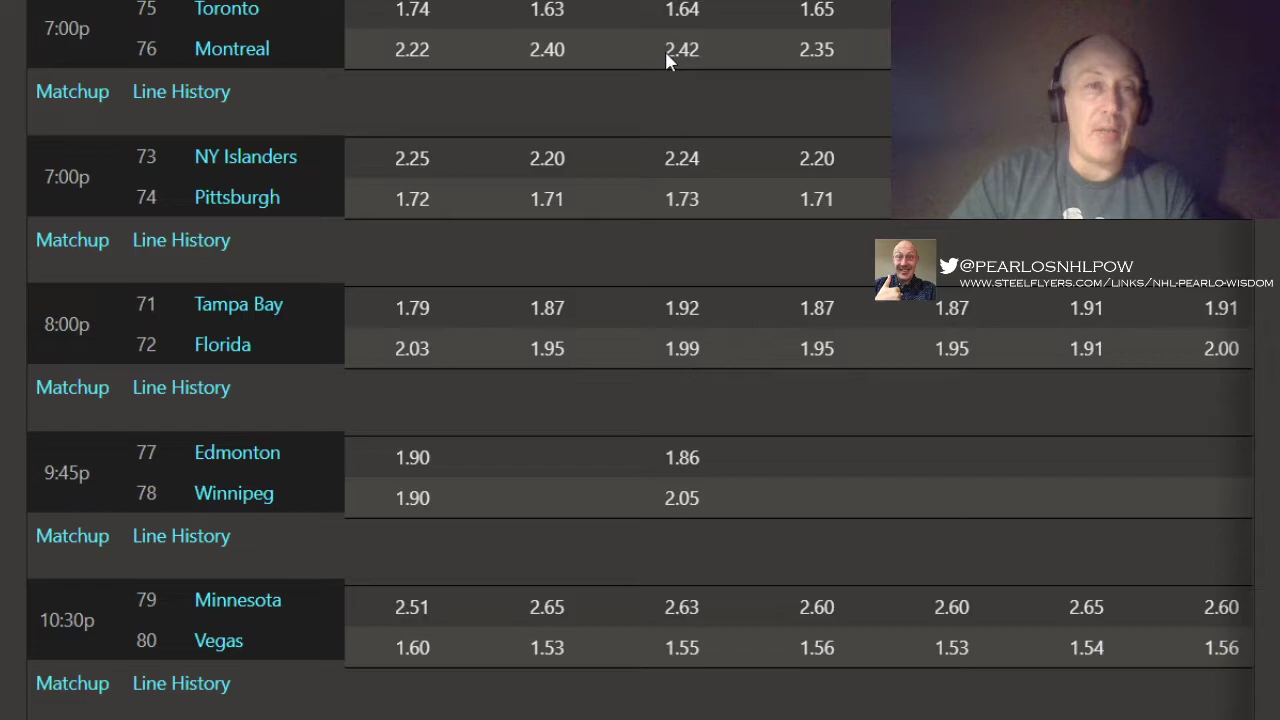 75 Toronto 1.74 1.63 1.64 1.65
7:00p
76 Montreal 2.22 2.40 2.42 2.35
Matchup Line History
73 NY Islanders 2.25 2.20 2.24 2.20
7:00p
74 Pittsburgh 1.72 1.71 1.73 1.71
Matchup Line History
@PEARLOSNHLPOW
WWW.STEELFLYERS.COM/LINKS/NHL-PEARLO-WISDOM
71 Tampa Bay 1.79 1.87 1.92 1.87 1.87 1.91 1.91
8:00p
72 Florida 2.03 1.95 1.99 1.95 1.95 1.91 2.00
Matchup Line History
77 Edmonton 1.90 1.86
9:45p
78 Winnipeg 1.90 2.05
Matchup Line History
79 Minnesota 2.51 2.65 2.63 2.60 2.60 2.65 2.60
10:30p
80 Vegas 1.60 1.53 1.55 1.56 1.53 1.54 1.56
Matchup Line History